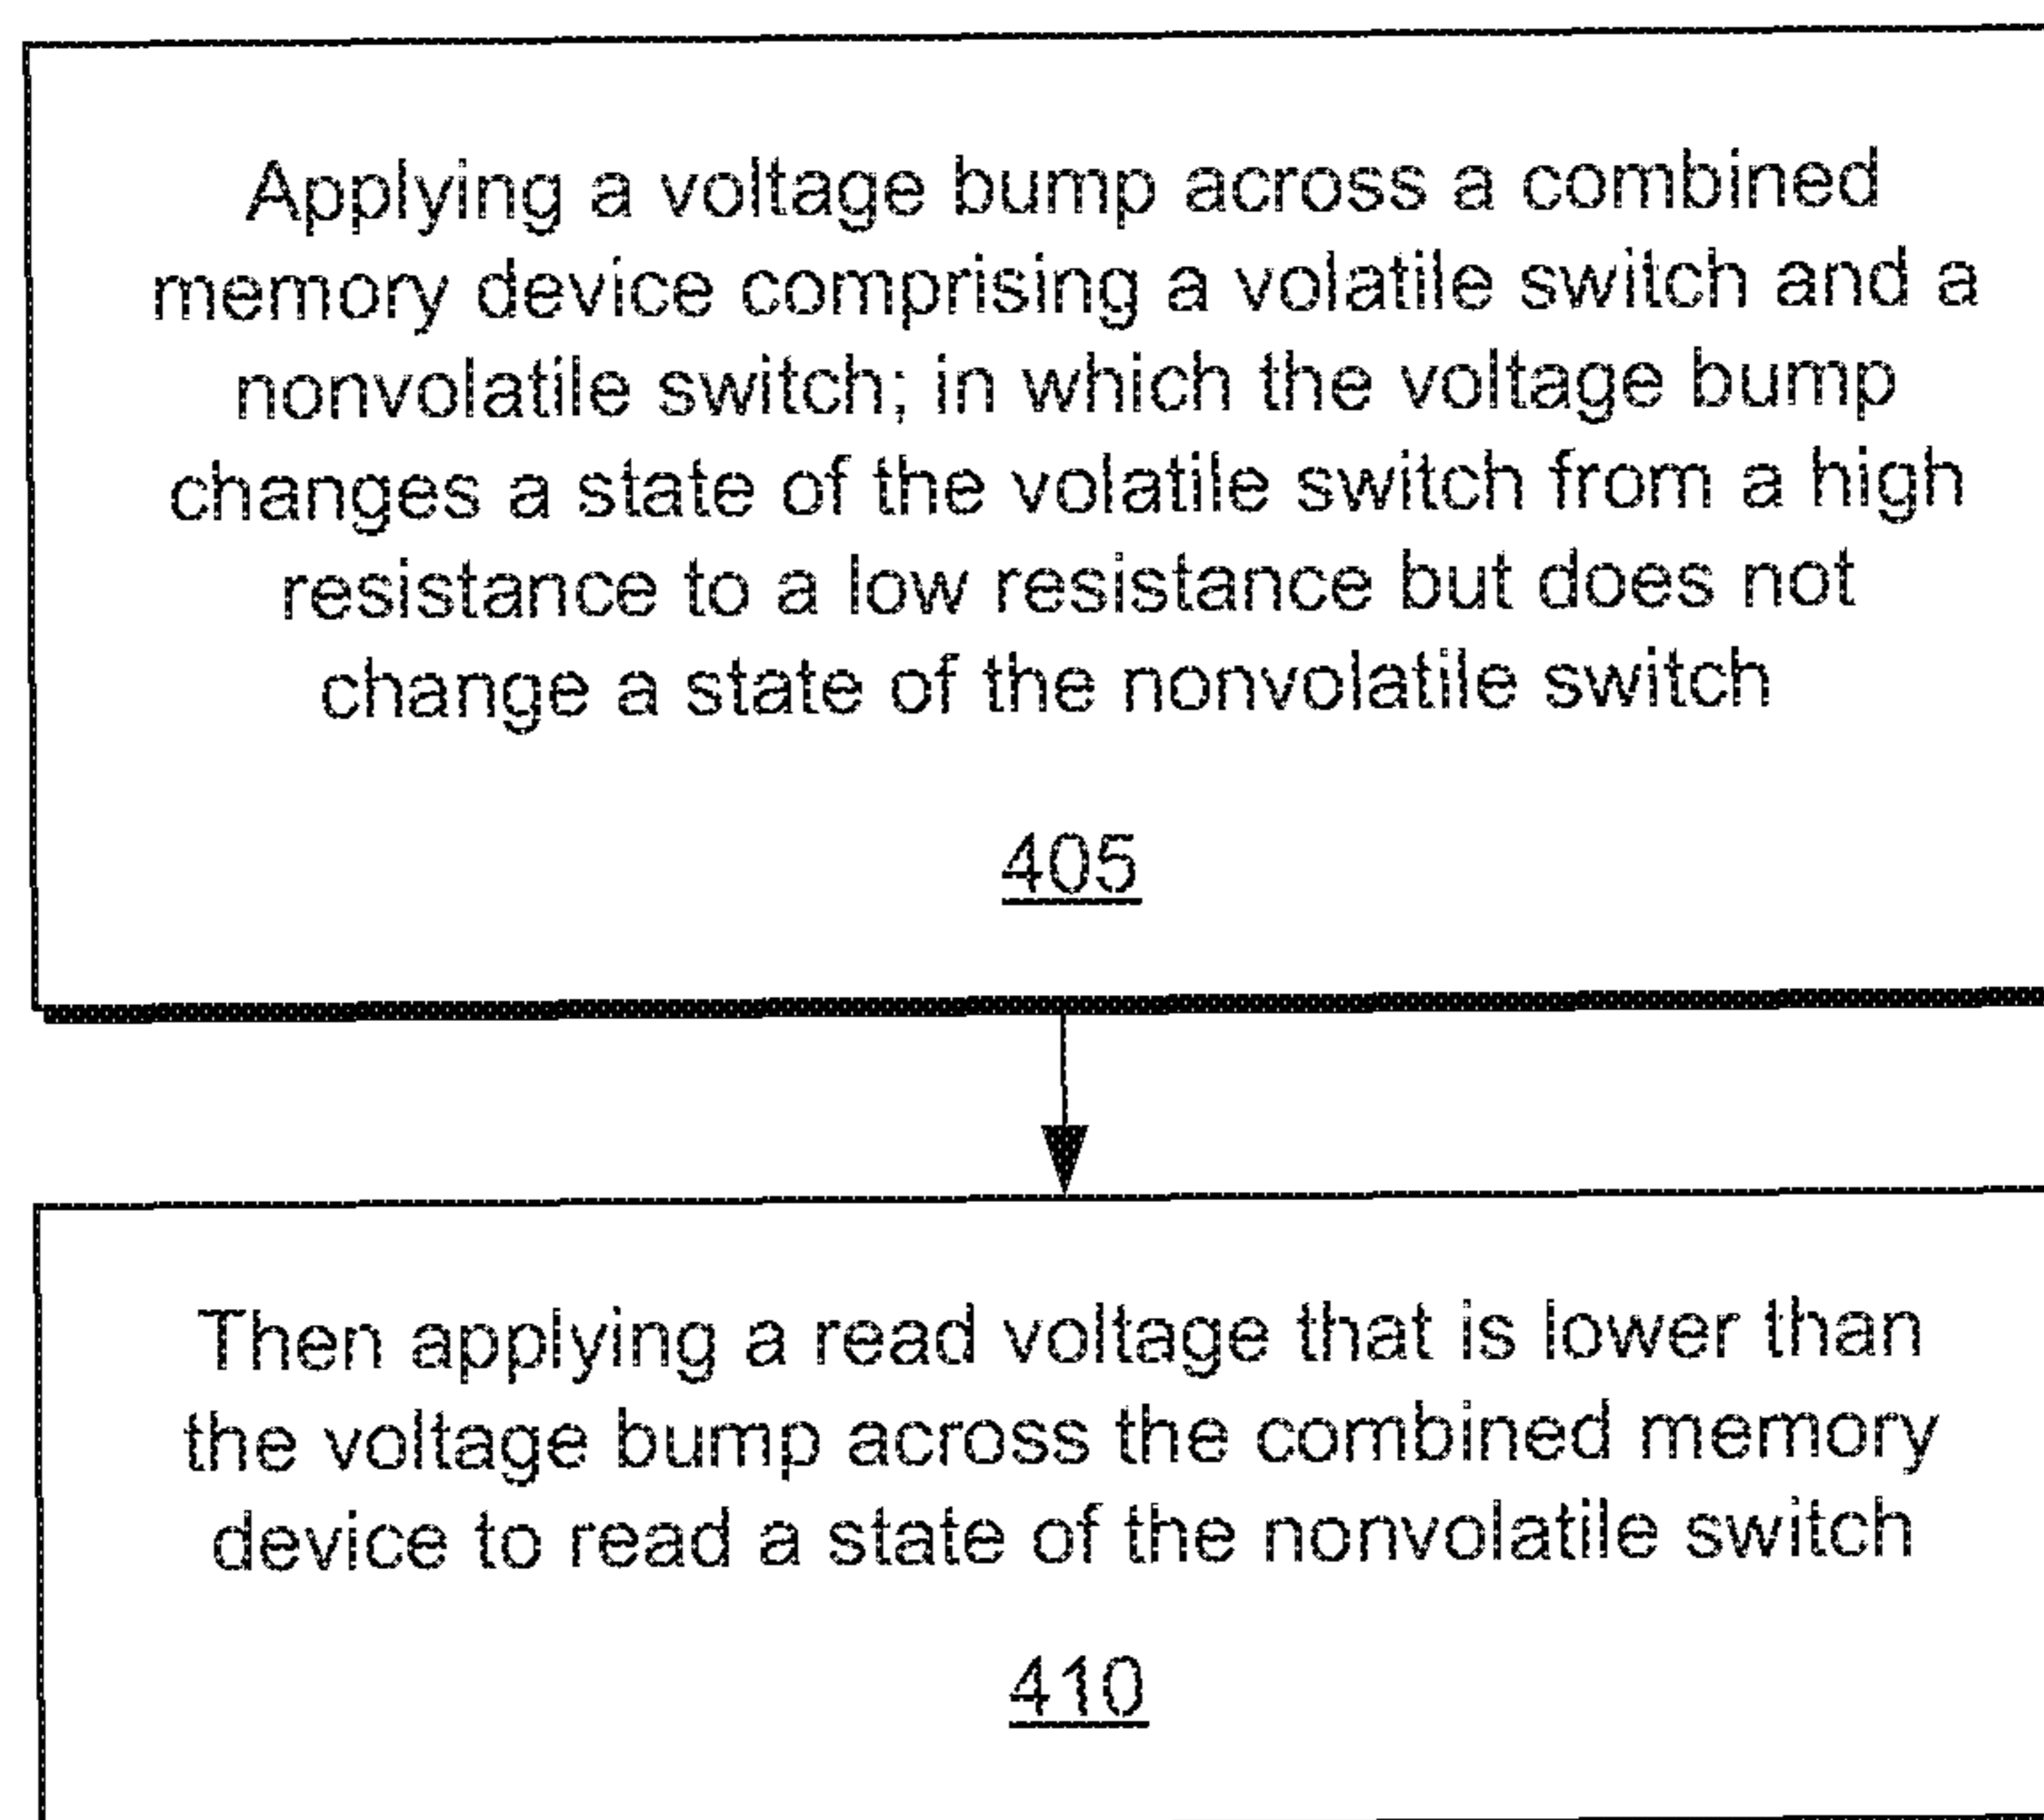 Applying a voltage bump across a combined
memory device comprising a volatile switch and a
nonvolatile switch; in which the voltage bump
changes a state of the volatile switch from a high
resistance to a low resistance but does not
change a state of the nonvolatile switch
405
Then applying a read voltage that is lower than
the voltage bump across the combined memory
device to read a state of the nonvolatile switch
410